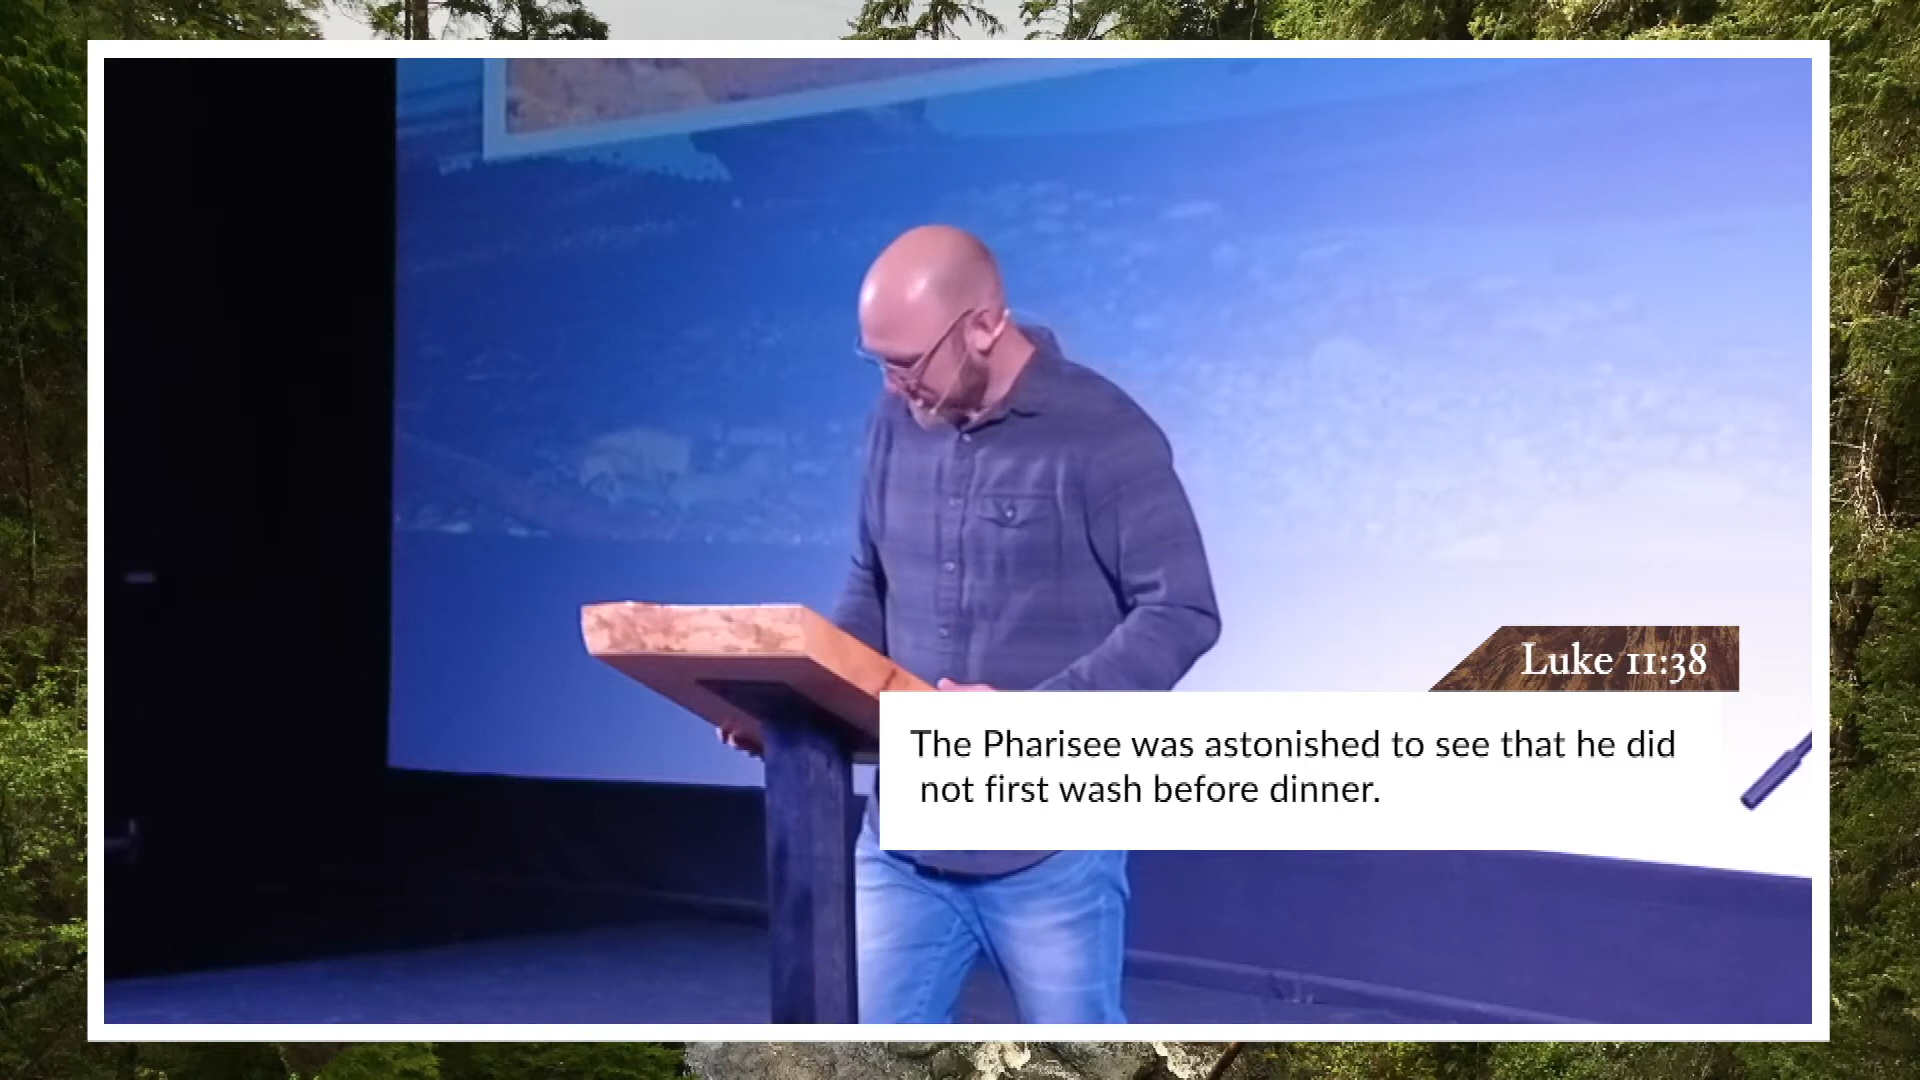 Luke 11:38
The Pharisee was astonished to see that he did
not first wash before dinner.